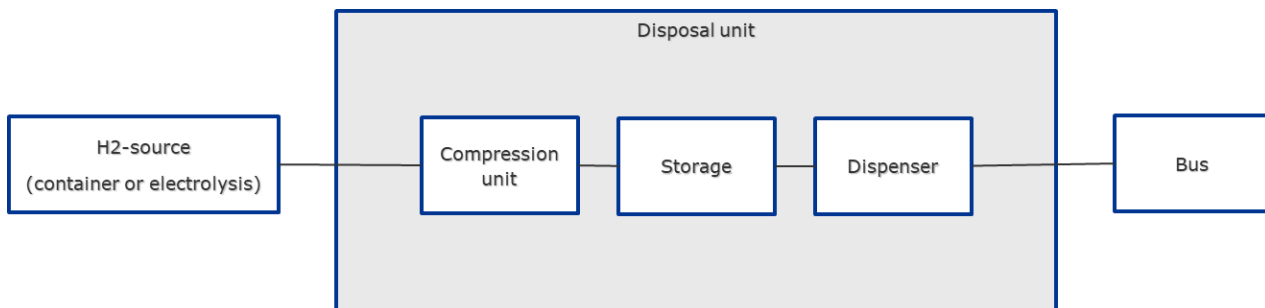 Disposal unit
H2-source
(container or electrolysis)
Compression
unit
Storage
Dispenser
Bus